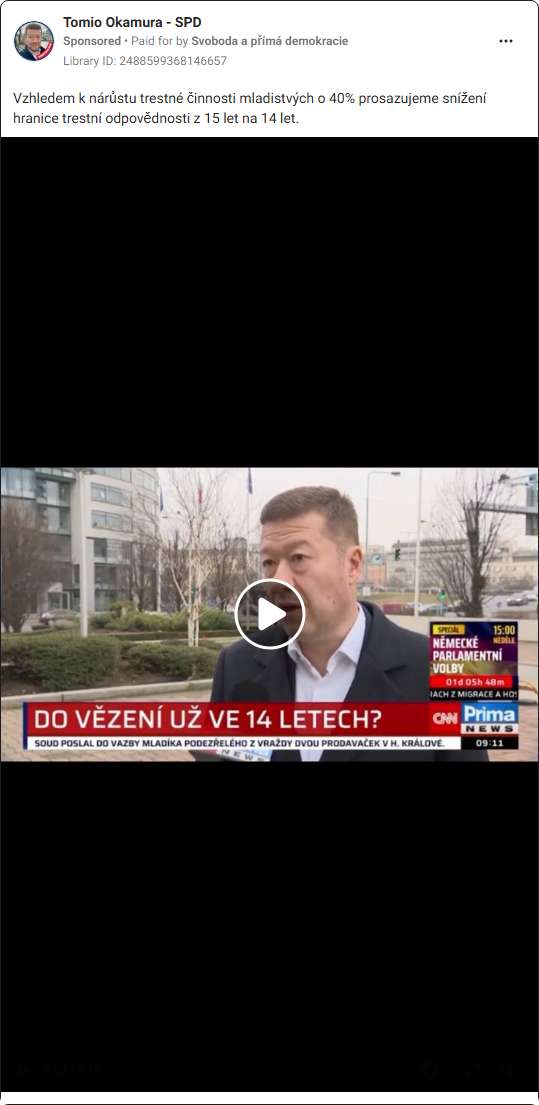 Tomio Okamura - SPD
Sponsored • Paid for by Svoboda a přímá demokracie
Library ID: 2488599368146657
Vzhledem k nárůstu trestné činnosti mladistvých o 40% prosazujeme snížení
hranice trestní odpovědnosti z 15 let na 14 let.
SPECIÁL 15:00
NEDĚLE
NĚMECKÉ
PARLAMENTNÍ
VOLBY
01d 05h 48m
IACH Z MIGRACE A HO
DO VĚZENÍ UŽ VE 14 LETECH?
CNN Prima
NEWS
SOUD POSLAL DO VAZBY MLADÍKA PODEZŘELÉHO Z VRAŽDY DVOU PRODAVAČEK V H. KRÁLOVÉ.
09:11
NEWS